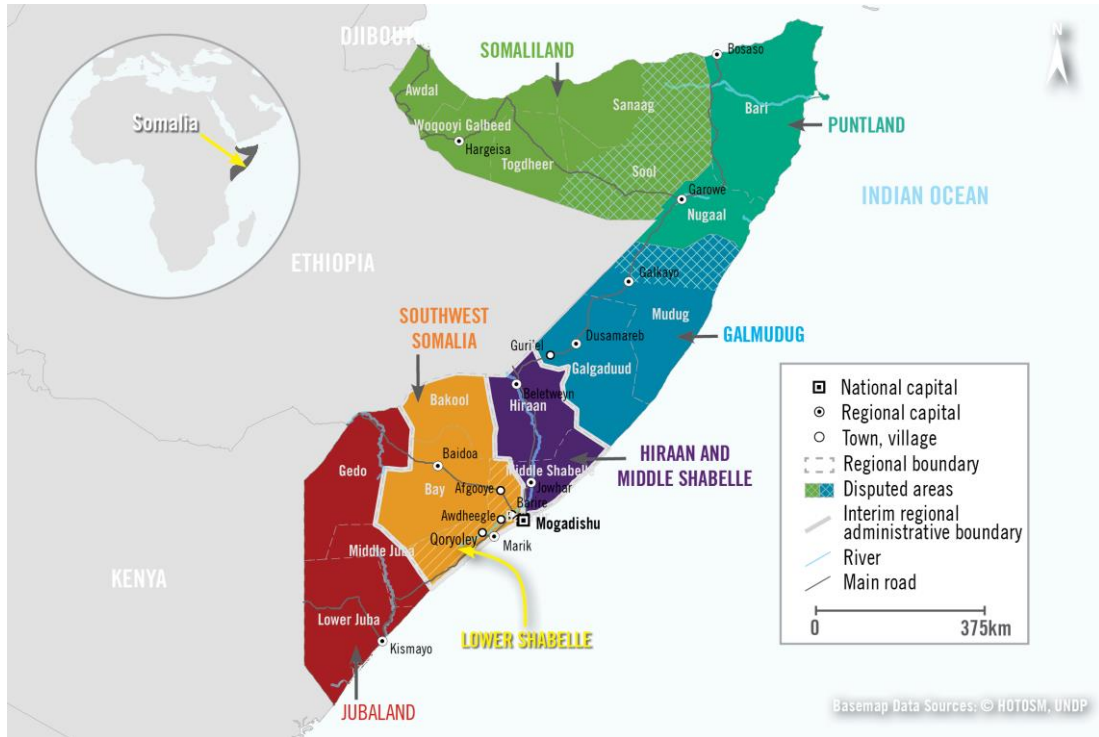 DJIBOUTI
N
Somalia
SOMALILAND
Bosaso
Awdal
Sanaag
Bari
Woqooyi Galbeed
Hargeisa
PUNTLAND
Togdheer
Sool
Garowe
INDIAN OCEAN
Nugaal
ETHIOPIA
Galkayo
SOUTHWEST
SOMALIA
Mudug
GALMUDUG
Guri'el
Dusamareb
Galgaduud
Beletweyn
Bakool
Hiraan
HIRAAN AND
MIDDLE SHABELLE
Baidoa
Gedo
Middle Shabelle
Bay
Afgooye
Jowhar
Barire
Awdheegle
Mogadishu
Qoryoley
Marik
Middle Juba
KENYA
Lower Juba
LOWER SHABELLE
Kismayo
JUBALAND
National capital
Regional capital
Town, village
Regional boundary
Disputed areas
Interim regional
administrative boundary
River
Main road
0 375km
Basemap Data Sources: © HOTOSM, UNDP